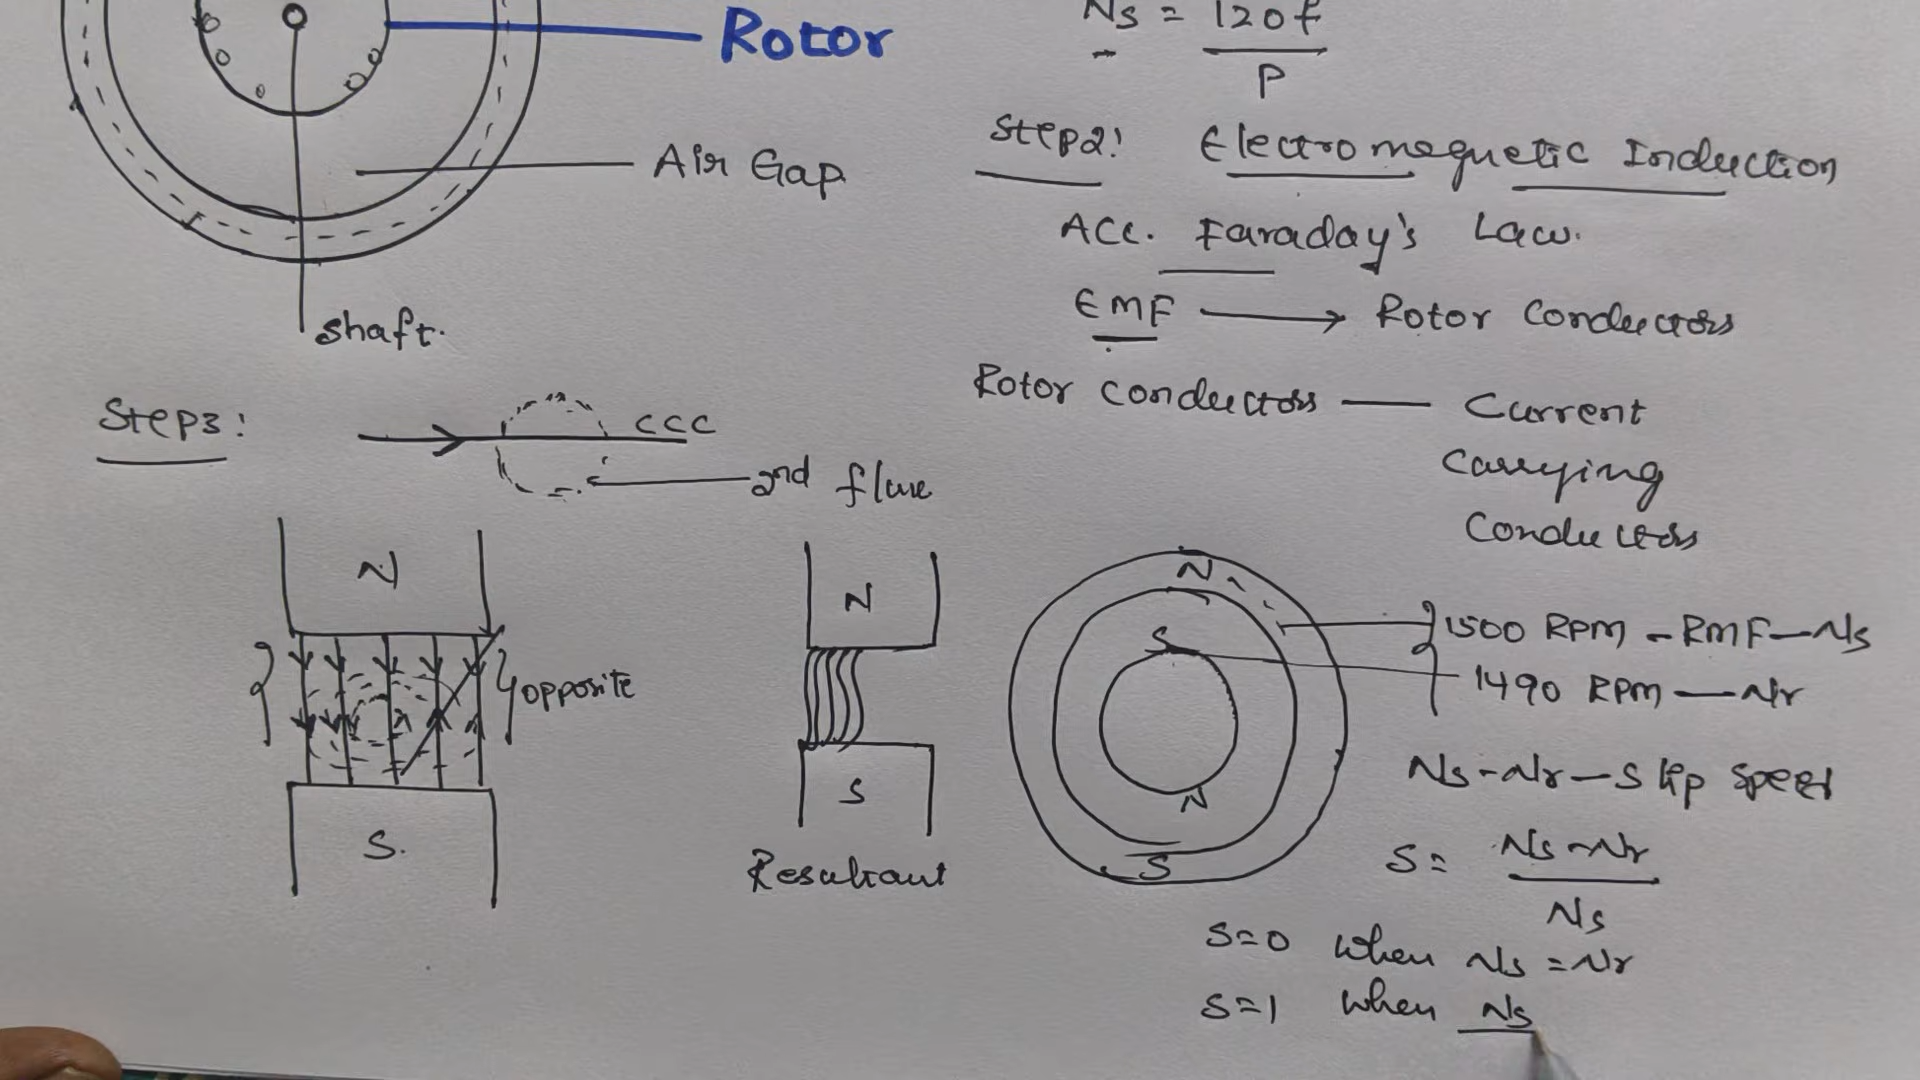 Rotor
Air Gap
shaft.
Ns = 120f
P
Step2:
Electromegnetic Induction
Acc. Faraday's Law.
EMF → Rotor Conductors
Rotor conductors — Current
Carrying
Conductors
Step3:
CCC
2nd flux
N
opposite
S.
N
S
Resultant
N
S
N
S
1500 RPM - RMF - Ns
1490 RPM — Nr
Ns - Nr - Slip Speed
S = Ns - Nr
Ns
S=0 when Ns = Nr
S=1 when Ns